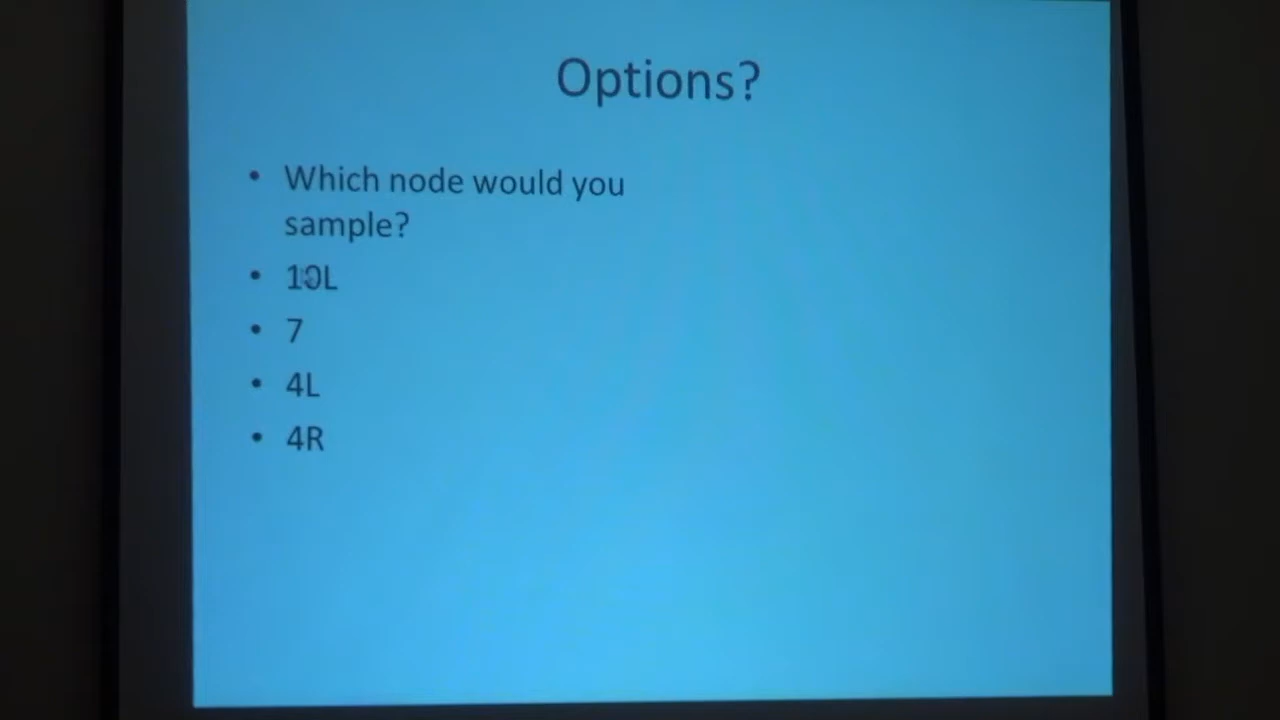 Options?
• Which node would you
sample?
• 10L
• 7
• 4L
• 4R